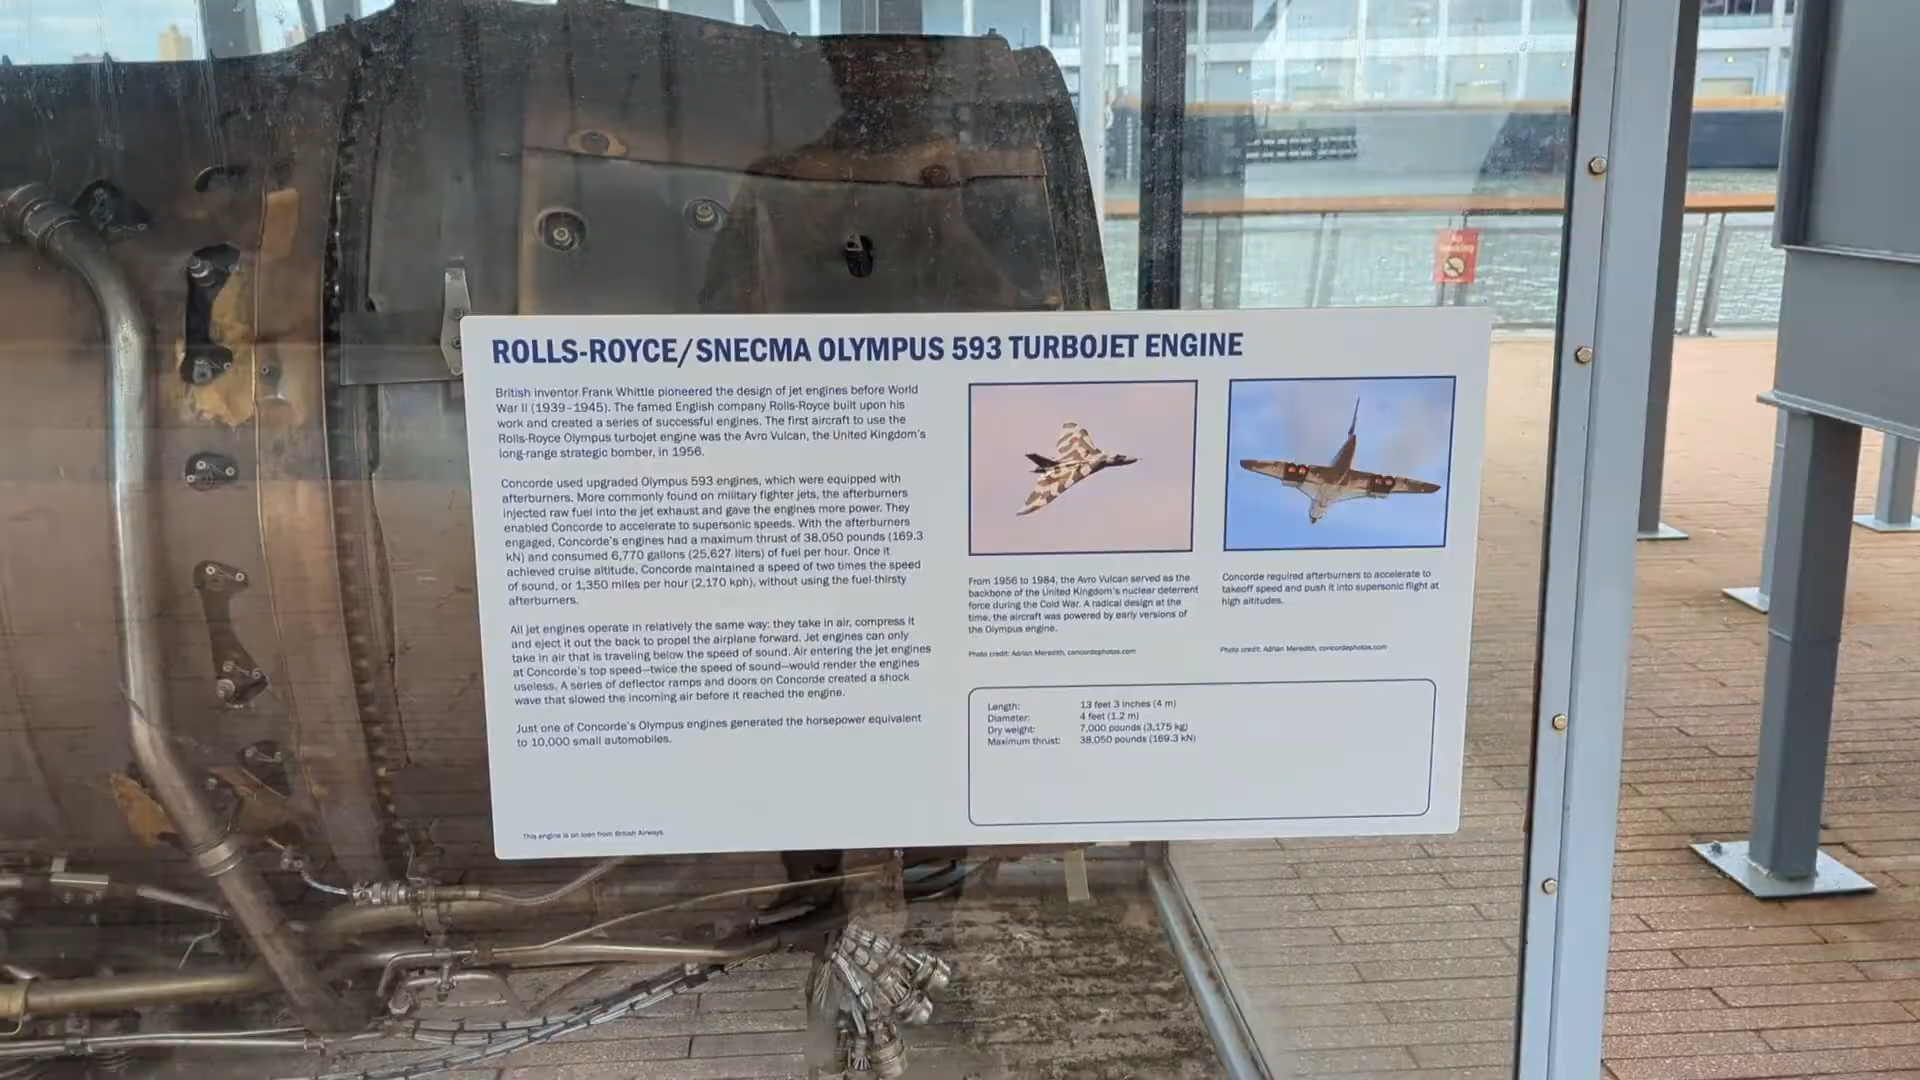 ROLLS-ROYCE/SNECMA OLYMPUS 593 TURBOJET ENGINE
British inventor Frank Whittle pioneered the design of jet engines before World
War II (1939–1945). The famed English company Rolls-Royce built upon his
work and created a series of successful engines. The first aircraft to use the
Rolls-Royce Olympus turbojet engine was the Avro Vulcan, the United Kingdom's
long-range strategic bomber, in 1956.
Concorde used upgraded Olympus 593 engines, which were equipped with
afterburners. More commonly found on military fighter jets, the afterburners
injected raw fuel into the jet exhaust and gave the engines more power. They
enabled Concorde to accelerate to supersonic speeds. With the afterburners
engaged, Concorde's engines had a maximum thrust of 38,050 pounds (169.3
kN) and consumed 6,770 gallons (25,627 liters) of fuel per hour. Once it
achieved cruise altitude, Concorde maintained a speed of two times the speed
of sound, or 1,350 miles per hour (2,170 kph), without using the fuel-thirsty
afterburners.
All jet engines operate in relatively the same way: they take in air, compress it
and eject it out the back to propel the airplane forward. Jet engines can only
take in air that is traveling below the speed of sound. Air entering the jet engines
at Concorde's top speed—twice the speed of sound—would render the engines
useless. A series of deflector ramps and doors on Concorde created a shock
wave that slowed the incoming air before it reached the engine.
Just one of Concorde's Olympus engines generated the horsepower equivalent
to 10,000 small automobiles.
This engine is on loan from British Airways.
From 1956 to 1984, the Avro Vulcan served as the
backbone of the United Kingdom's nuclear deterrent
force during the Cold War. A radical design at the
time, the aircraft was powered by early versions of
the Olympus engine.
Photo credit: Adrian Meredith, concordephotos.com
Concorde required afterburners to accelerate to
takeoff speed and push it into supersonic flight at
high altitudes.
Photo credit: Adrian Meredith, concordephotos.com
Length: 13 feet 3 inches (4 m)
Diameter: 4 feet (1.2 m)
Dry weight: 7,000 pounds (3,175 kg)
Maximum thrust: 38,050 pounds (169.3 kN)
No
Smoking